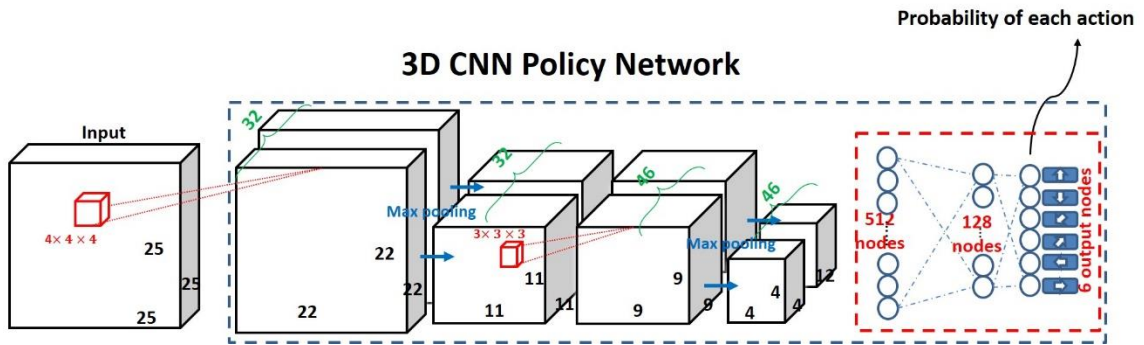 Probability of each action
3D CNN Policy Network
Input
4× 4 × 4
25
25
25
32
22
22
22
Max pooling
32
3× 3 × 3
11
11
11
46
9
9
9
Max pooling
46
12
4
4
4
512
nodes
128
nodes
6 output nodes